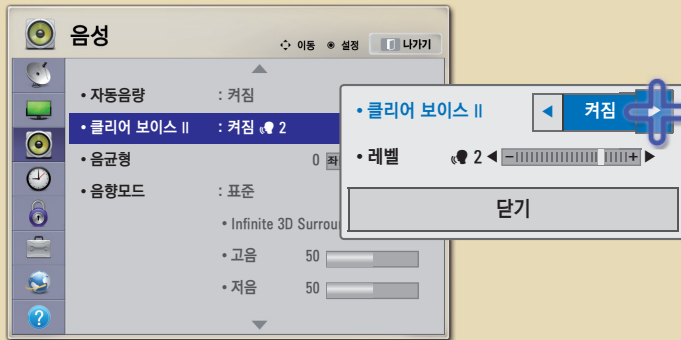 음성
이동 설정 나가기
• 자동음량 : 켜짐
• 클리어 보이스 II : 켜짐 2
• 음균형 0 좌
• 음향모드 : 표준
• Infinite 3D Surrou
• 고음 50
• 저음 50
?
• 클리어 보이스 II ◀ 켜짐
• 레벨 2 ◀ - + ▶
닫기